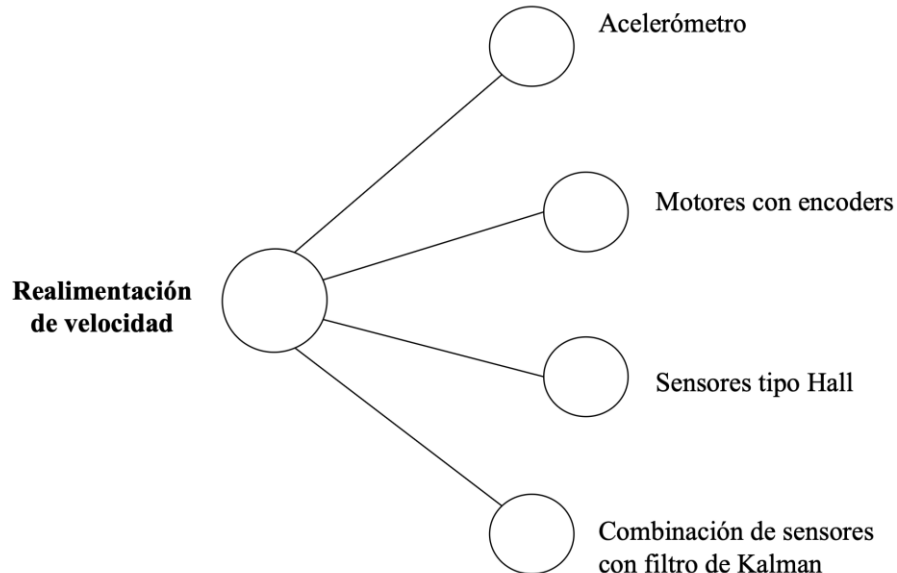 Acelerómetro
Motores con encoders
Realimentación
de velocidad
Sensores tipo Hall
Combinación de sensores
con filtro de Kalman